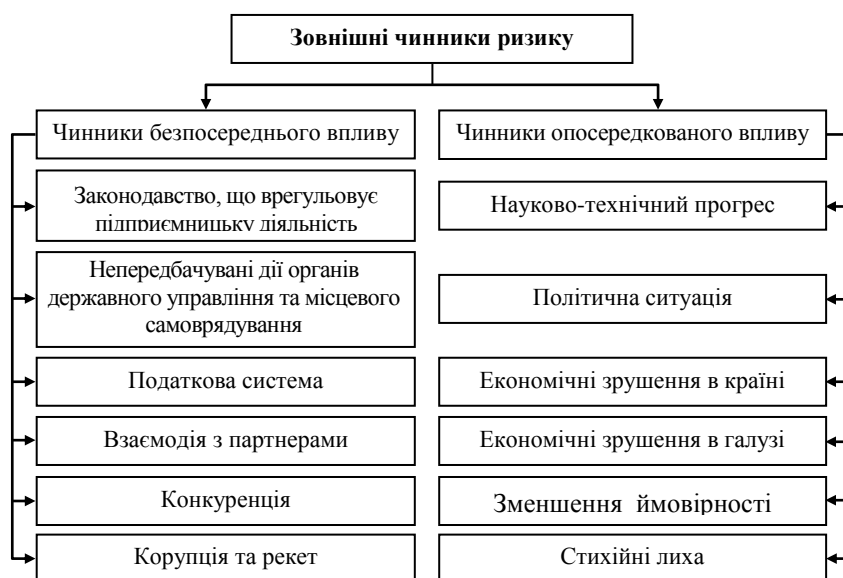 Зовнішні чинники ризику
Чинники безпосереднього впливу
Законодавство, що врегульовує
підприємницьку діяльність
Непередбачувані дії органів
державного управління та місцевого
самоврядування
Податкова система
Взаємодія з партнерами
Конкуренція
Корупція та рекет
Чинники опосередкованого впливу
Науково-технічний прогрес
Політична ситуація
Економічні зрушення в країні
Економічні зрушення в галузі
Зменшення ймовірності
Стихійні лиха